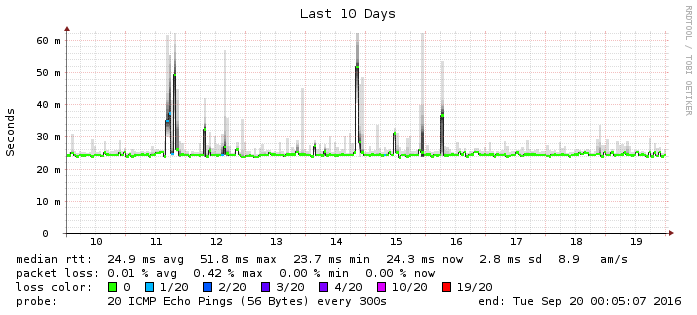 Last 10 Days
RRDTOOL / TOBI OETIKER
Seconds
60 m
50 m
40 m
30 m
20 m
10 m
0
10 11 12 13 14 15 16 17 18 19
median rtt: 24.9 ms avg 51.8 ms max 23.7 ms min 24.3 ms now 2.8 ms sd 8.9 am/s
packet loss: 0.01 % avg 0.42 % max 0.00 % min 0.00 % now
loss color: 0 1/20 2/20 3/20 4/20 10/20 19/20
probe: 20 ICMP Echo Pings (56 Bytes) every 300s end: Tue Sep 20 00:05:07 2016